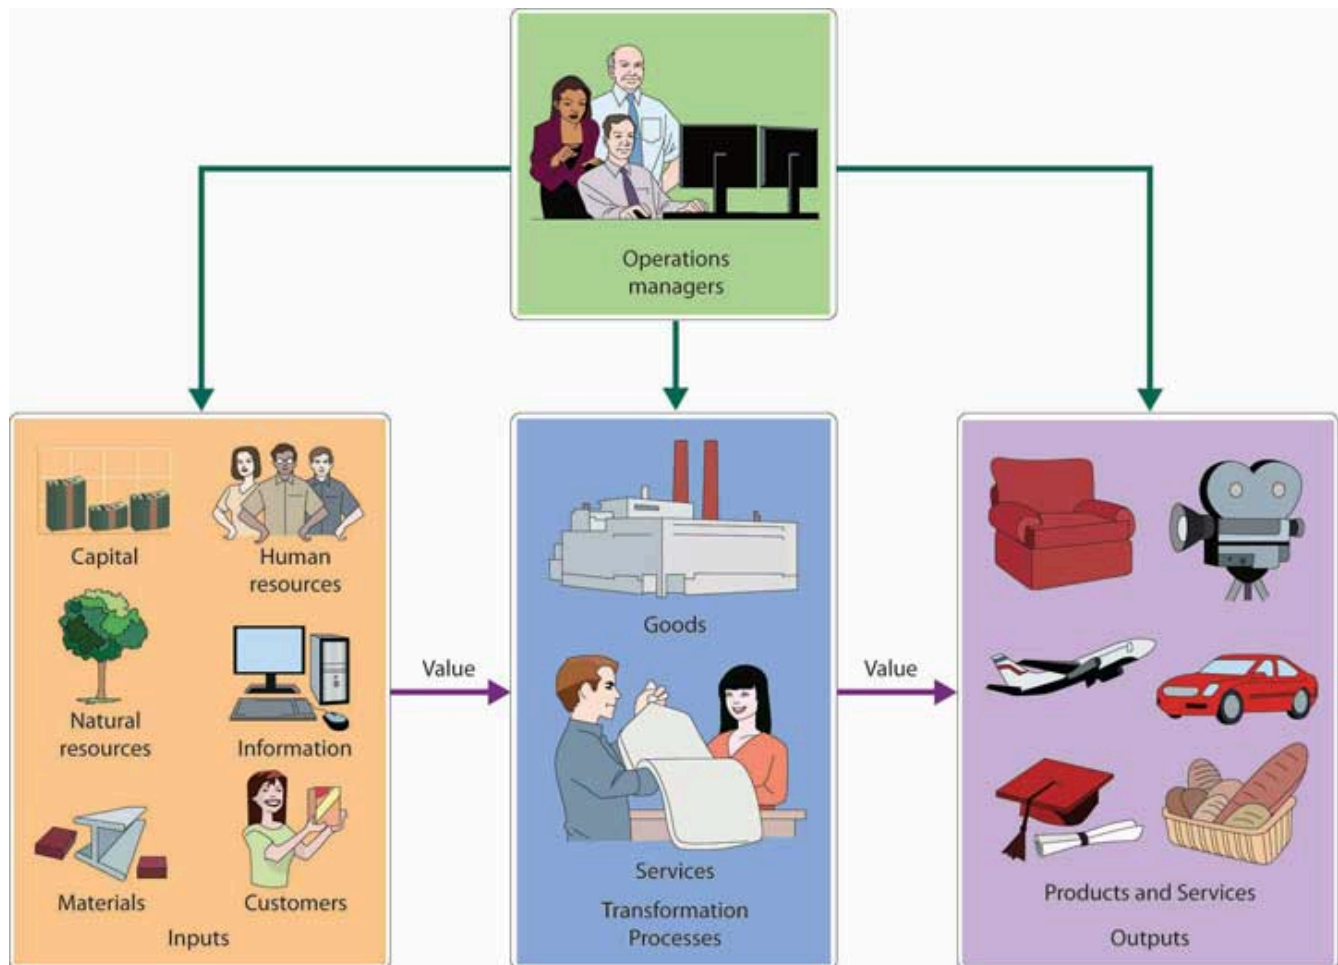 Operations
managers
Capital
Human
resources
Natural
resources
Information
Materials
Customers
Inputs
Value
Goods
Services
Transformation
Processes
Value
Products and Services
Outputs